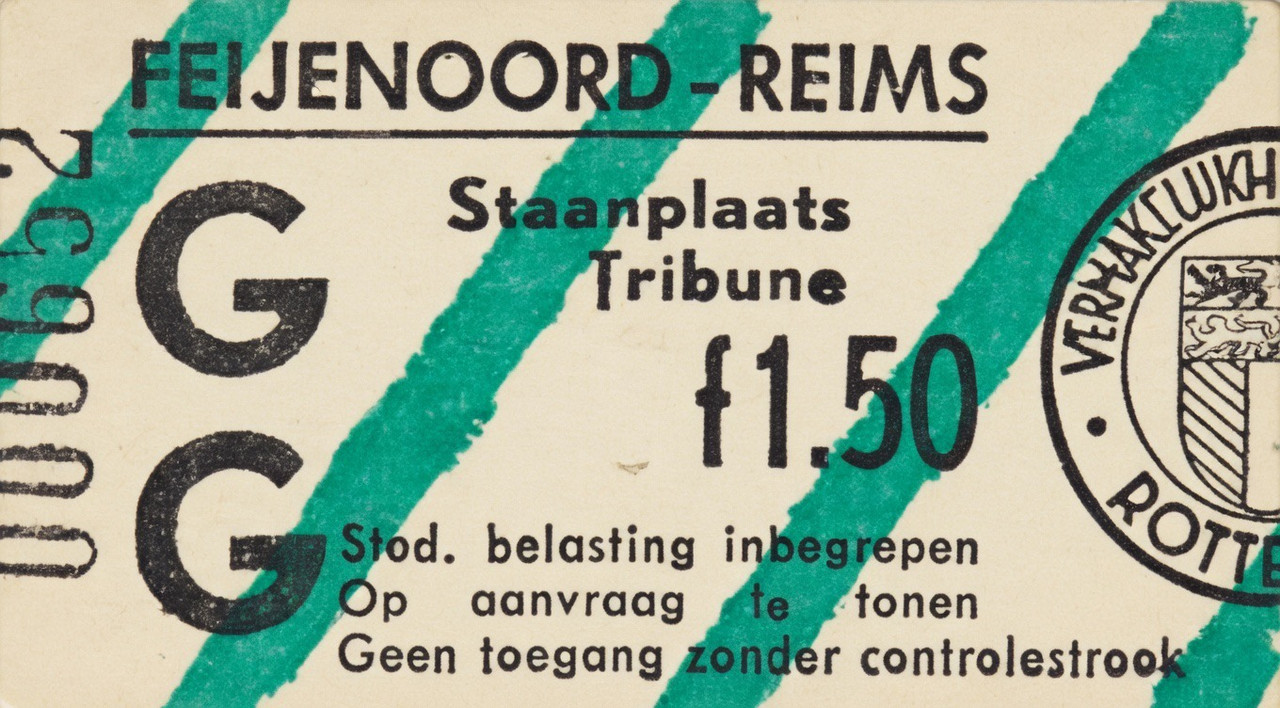 FEIJENOORD-REIMS
G
Staanplaats
Tribune
f1.50
G
Stod. belasting inbegrepen
Op aanvraag te tonen
Geen toegang zonder controlestrook
VERMAKELIJKH
ROTTE